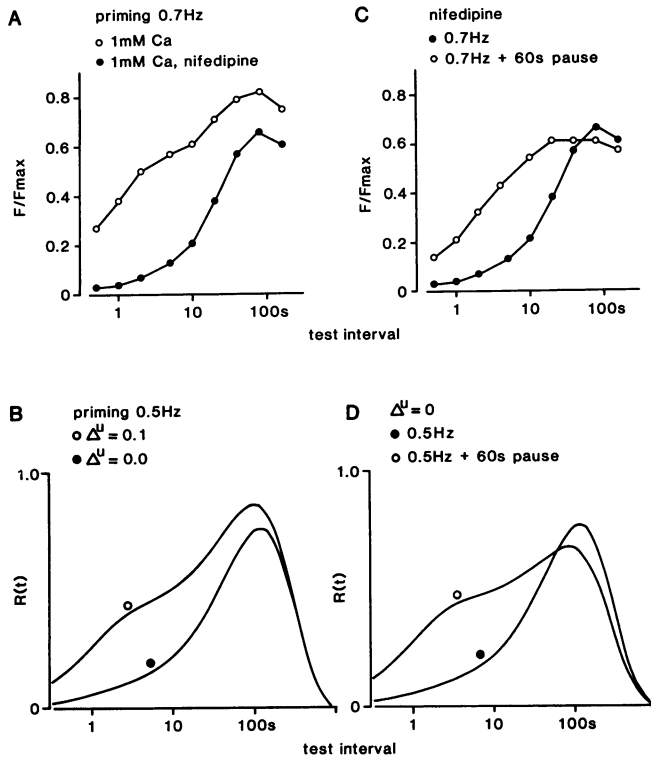 A
priming 0.7Hz
○ 1mM Ca
● 1mM Ca, nifedipine
F/Fmax
0.8
0.6
0.4
0.2
0
1
10
100s
C
nifedipine
● 0.7Hz
○ 0.7Hz + 60s pause
F/Fmax
0.8
0.6
0.4
0.2
0
1
10
100s
test interval
B
priming 0.5Hz
○ Δᵁ = 0.1
● Δᵁ = 0.0
R(t)
1.0
0
1
10
100s
D
Δᵁ = 0
● 0.5Hz
○ 0.5Hz + 60s pause
R(t)
1.0
0
1
10
100s
test interval